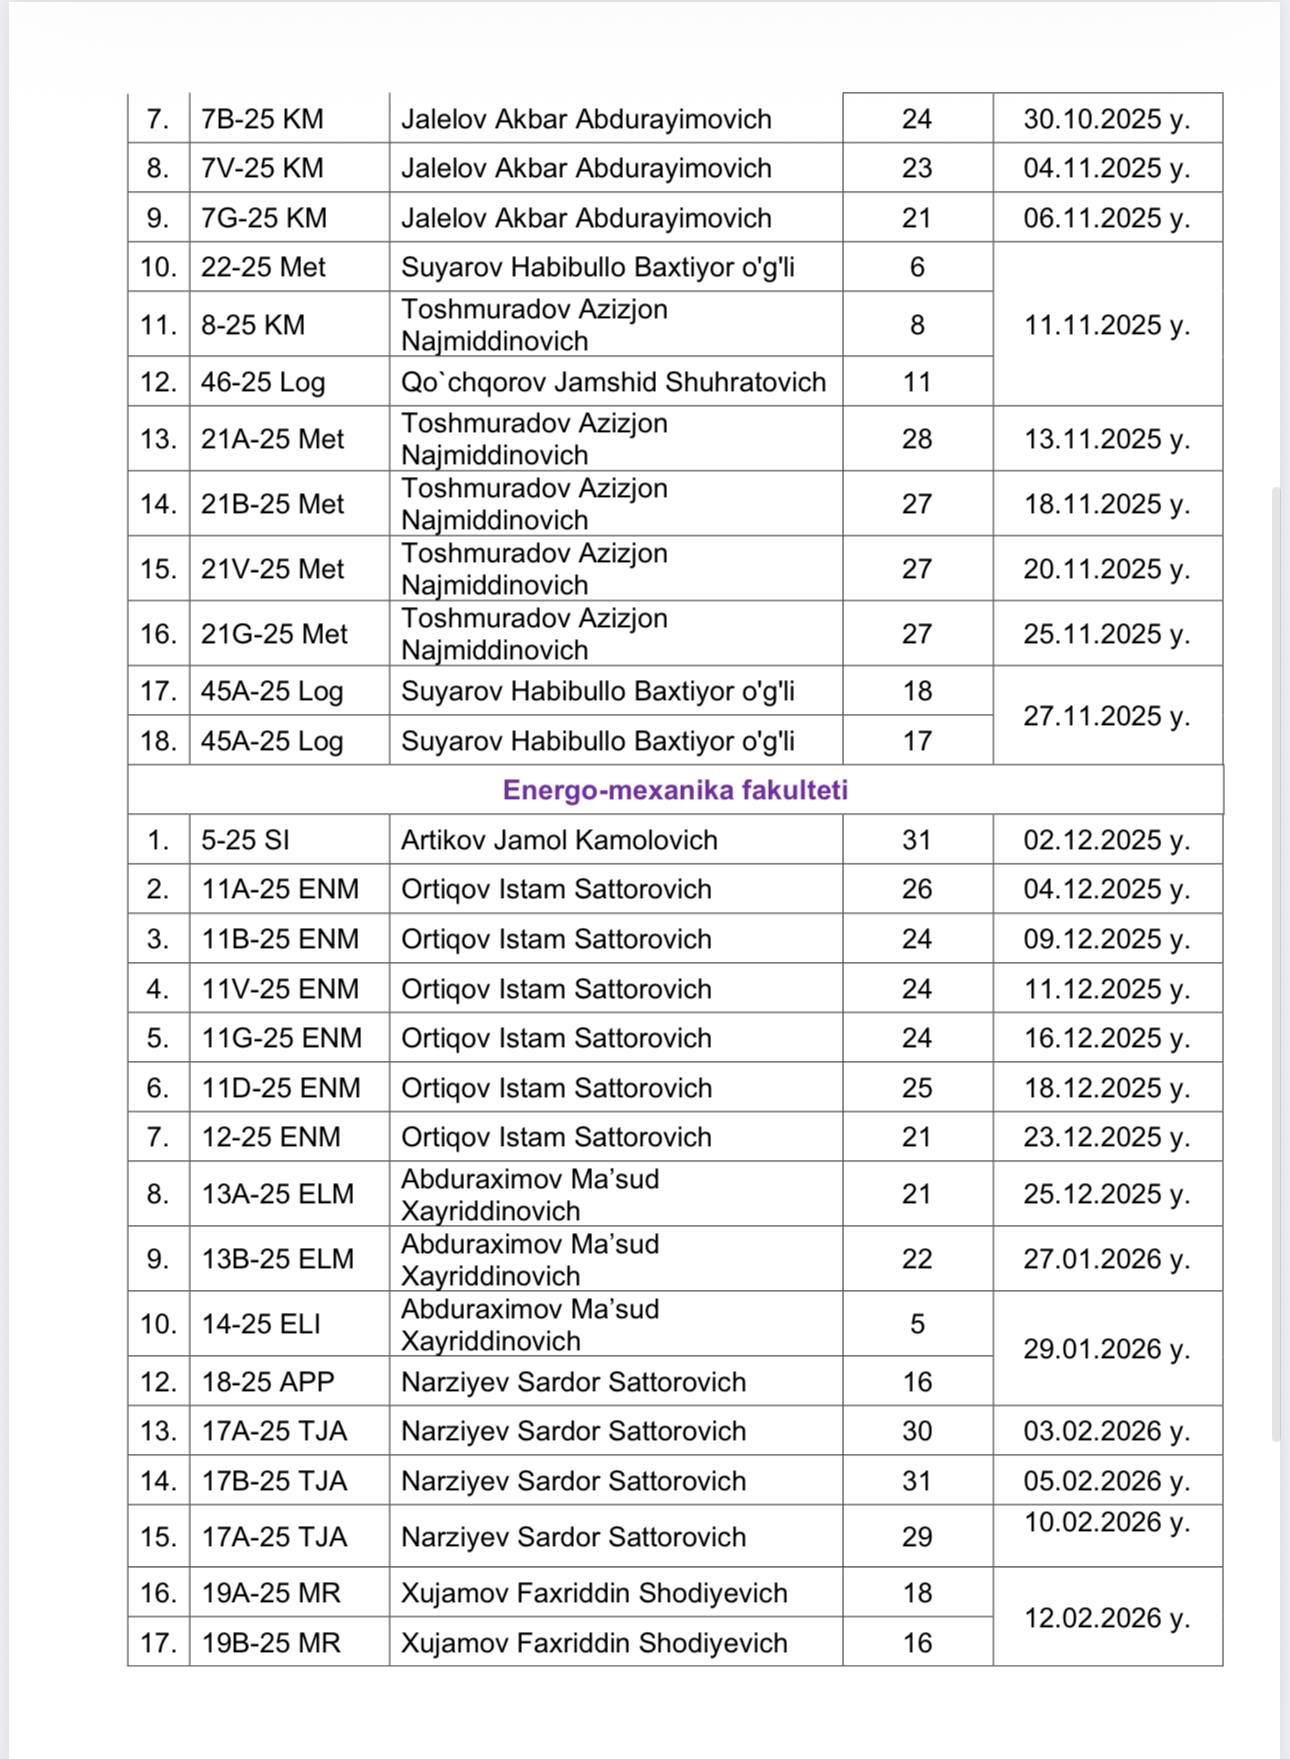 7. 7B-25 KM Jalelov Akbar Abdurayimovich 24 30.10.2025 y.
8. 7V-25 KM Jalelov Akbar Abdurayimovich 23 04.11.2025 y.
9. 7G-25 KM Jalelov Akbar Abdurayimovich 21 06.11.2025 y.
10. 22-25 Met Suyarov Habibullo Baxtiyor o'g'li 6
11. 8-25 KM Toshmuradov Azizjon
Najmiddinovich 8 11.11.2025 y.
12. 46-25 Log Qo`chqorov Jamshid Shuhratovich 11
13. 21A-25 Met Toshmuradov Azizjon
Najmiddinovich 28 13.11.2025 y.
14. 21B-25 Met Toshmuradov Azizjon
Najmiddinovich 27 18.11.2025 y.
15. 21V-25 Met Toshmuradov Azizjon
Najmiddinovich 27 20.11.2025 y.
16. 21G-25 Met Toshmuradov Azizjon
Najmiddinovich 27 25.11.2025 y.
17. 45A-25 Log Suyarov Habibullo Baxtiyor o'g'li 18
27.11.2025 y.
18. 45A-25 Log Suyarov Habibullo Baxtiyor o'g'li 17
Energo-mexanika fakulteti
1. 5-25 SI Artikov Jamol Kamolovich 31 02.12.2025 y.
2. 11A-25 ENM Ortiqov Istam Sattorovich 26 04.12.2025 y.
3. 11B-25 ENM Ortiqov Istam Sattorovich 24 09.12.2025 y.
4. 11V-25 ENM Ortiqov Istam Sattorovich 24 11.12.2025 y.
5. 11G-25 ENM Ortiqov Istam Sattorovich 24 16.12.2025 y.
6. 11D-25 ENM Ortiqov Istam Sattorovich 25 18.12.2025 y.
7. 12-25 ENM Ortiqov Istam Sattorovich 21 23.12.2025 y.
8. 13A-25 ELM Abduraximov Ma’sud
Xayriddinovich 21 25.12.2025 y.
9. 13B-25 ELM Abduraximov Ma’sud
Xayriddinovich 22 27.01.2026 y.
10. 14-25 ELI Abduraximov Ma’sud
Xayriddinovich 5
29.01.2026 y.
12. 18-25 APP Narziyev Sardor Sattorovich 16
13. 17A-25 TJA Narziyev Sardor Sattorovich 30 03.02.2026 y.
14. 17B-25 TJA Narziyev Sardor Sattorovich 31 05.02.2026 y.
15. 17A-25 TJA Narziyev Sardor Sattorovich 29 10.02.2026 y.
16. 19A-25 MR Xujamov Faxriddin Shodiyevich 18
12.02.2026 y.
17. 19B-25 MR Xujamov Faxriddin Shodiyevich 16